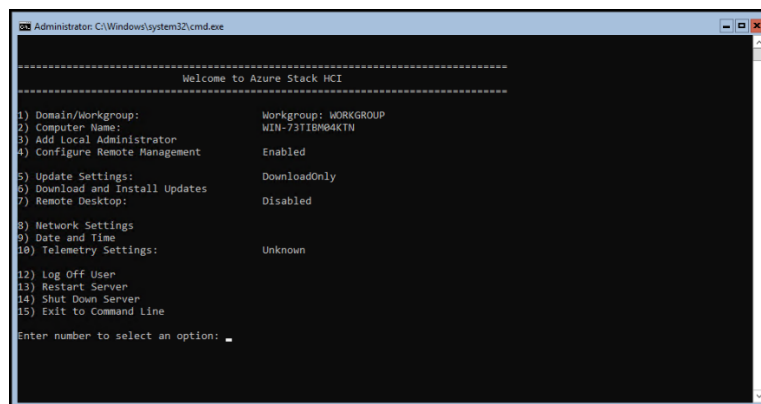 Administrator: C:\Windows\system32\cmd.exe
================================================================================
Welcome to Azure Stack HCI
================================================================================
1) Domain/Workgroup: Workgroup: WORKGROUP
2) Computer Name: WIN-73TIBM04KTN
3) Add Local Administrator
4) Configure Remote Management Enabled
5) Update Settings: DownloadOnly
6) Download and Install Updates
7) Remote Desktop: Disabled
8) Network Settings
9) Date and Time
10) Telemetry Settings: Unknown
12) Log Off User
13) Restart Server
14) Shut Down Server
15) Exit to Command Line
Enter number to select an option: